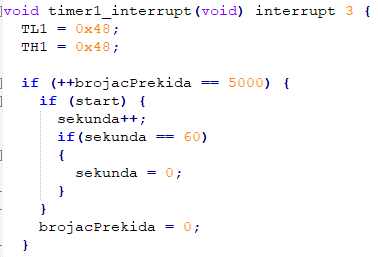 void timer1_interrupt(void) interrupt 3 {
  TL1 = 0x48;
  TH1 = 0x48;

  if (++brojacPrekida == 5000) {
    if (start) {
      sekunda++;
      if(sekunda == 60)
      {
        sekunda = 0;
      }
    }
    brojacPrekida = 0;
  }